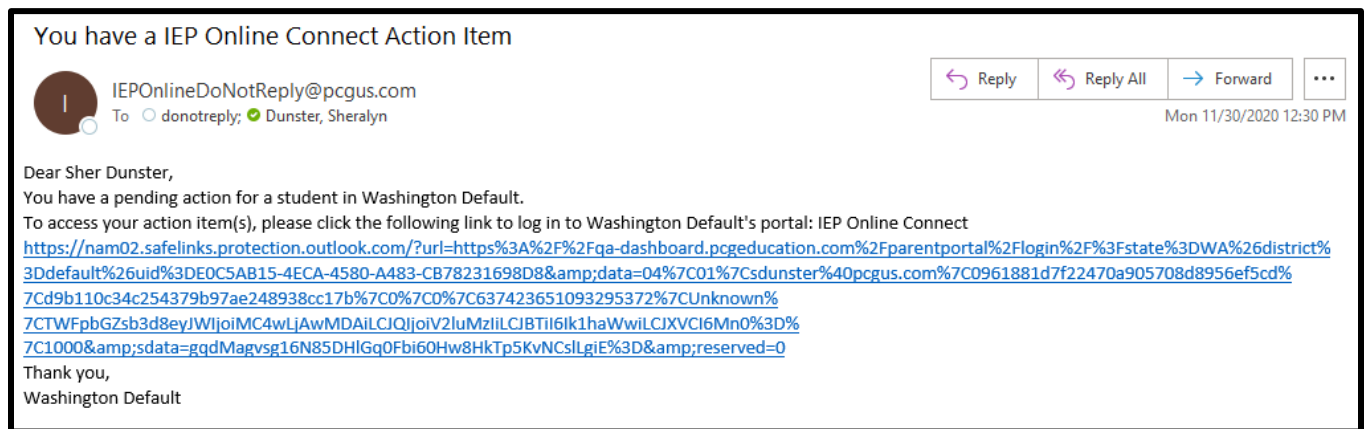 You have a IEP Online Connect Action Item
I
IEPOnlineDoNotReply@pcgus.com
To donotreply; Dunster, Sheralyn
Reply
Reply All
Forward
...
Mon 11/30/2020 12:30 PM
Dear Sher Dunster,
You have a pending action for a student in Washington Default.
To access your action item(s), please click the following link to log in to Washington Default's portal: IEP Online Connect
https://nam02.safelinks.protection.outlook.com/?url=https%3A%2F%2Fqa-dashboard.pcgeducation.com%2Fparentportal%2Flogin%2F%3Fstate%3DWA%26district%
3Ddefault%26uid%3DE0C5AB15-4ECA-4580-A483-CB78231698D8&amp;data=04%7C01%7Csdunster%40pcgus.com%7C0961881d7f22470a905708d8956ef5cd%
7Cd9b110c34c254379b97ae248938cc17b%7C0%7C0%7C637423651093295372%7CUnknown%
7CTWFpbGZsb3d8eyJWIjoiMC4wLjAwMDAiLCJQIjoiV2luMzIiLCJBTiI6Ik1haWwiLCJXVCI6Mn0%3D%
7C1000&amp;sdata=gqdMagvsg16N85DHlGq0Fbi60Hw8HkTp5KvNCslLgiE%3D&amp;reserved=0
Thank you,
Washington Default